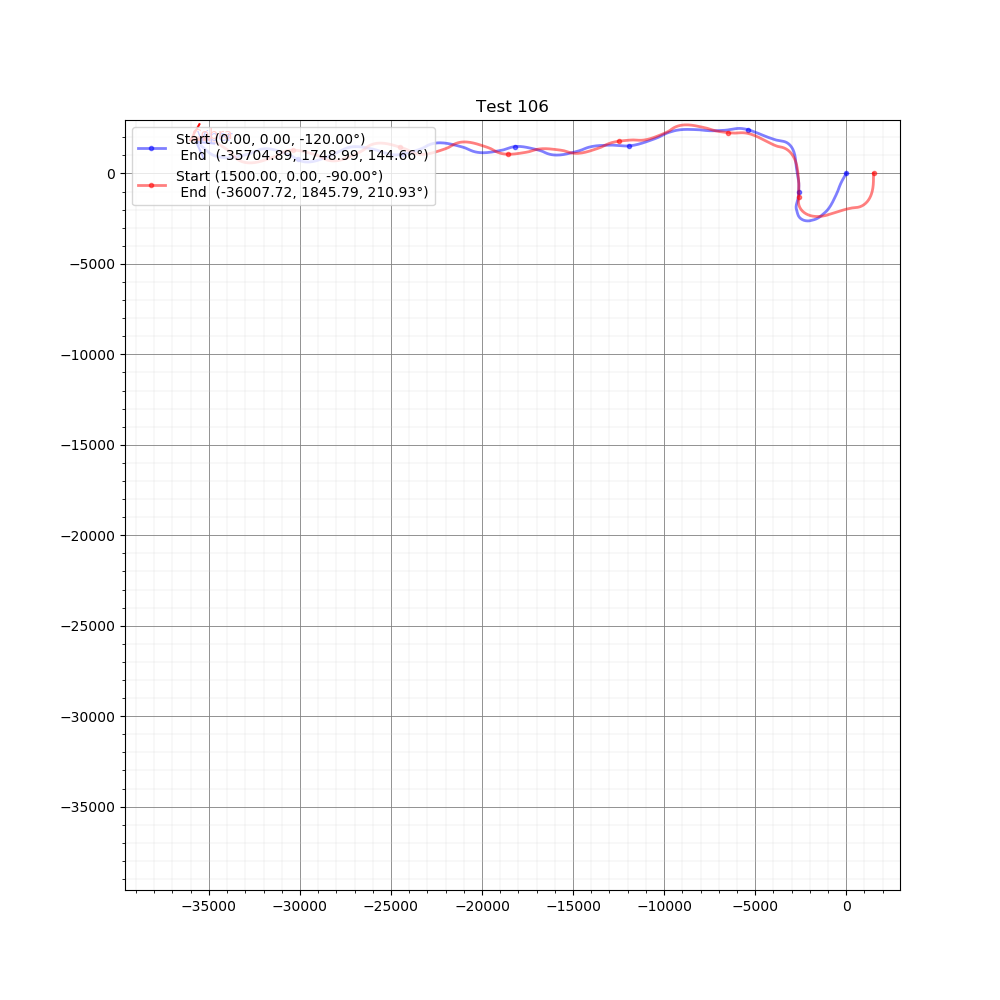 Test 106
Start (0.00, 0.00, -120.00°)
End  (-35704.89, 1748.99, 144.66°)
Start (1500.00, 0.00, -90.00°)
End  (-36007.72, 1845.79, 210.93°)
0
−5000
−10000
−15000
−20000
−25000
−30000
−35000
−35000 −30000 −25000 −20000 −15000 −10000 −5000 0